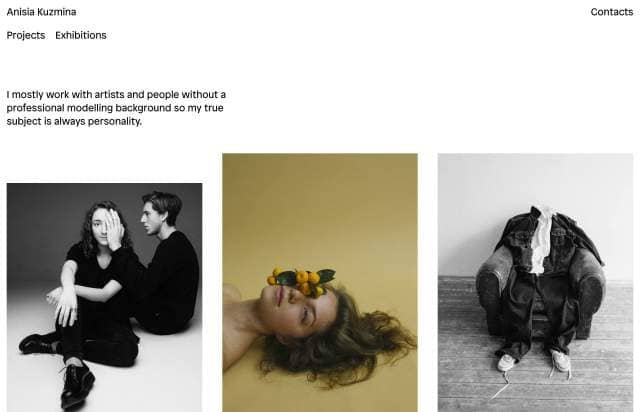 Anisia Kuzmina
Contacts
Projects Exhibitions
I mostly work with artists and people without a
professional modelling background so my true
subject is always personality.